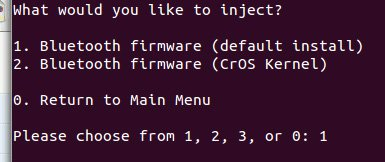 What would you like to inject?
1. Bluetooth firmware (default install)
2. Bluetooth firmware (CrOS Kernel)
0. Return to Main Menu
Please choose from 1, 2, 3, or 0: 1